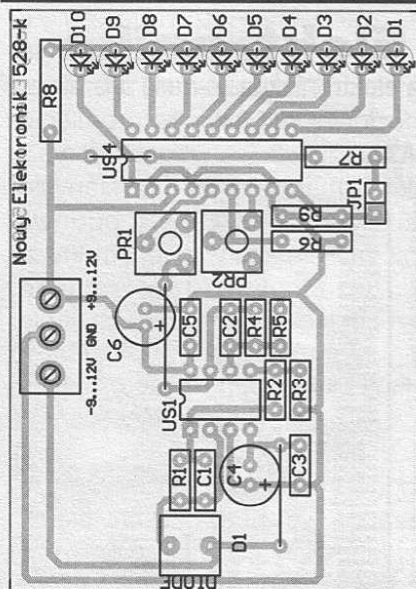 D10 D9 D8 D7 D6 D5 D4 D3 D2 D1
R8
Nowy Elektronik 528-k
US4
R7
JP1
R9
R6
PR1
PR2
+9...12V
GND
-9...12V
C6
C5
C2
R4
R5
US1
R2
R3
R1
C1
C4
C3
D1
DIODE
+
+